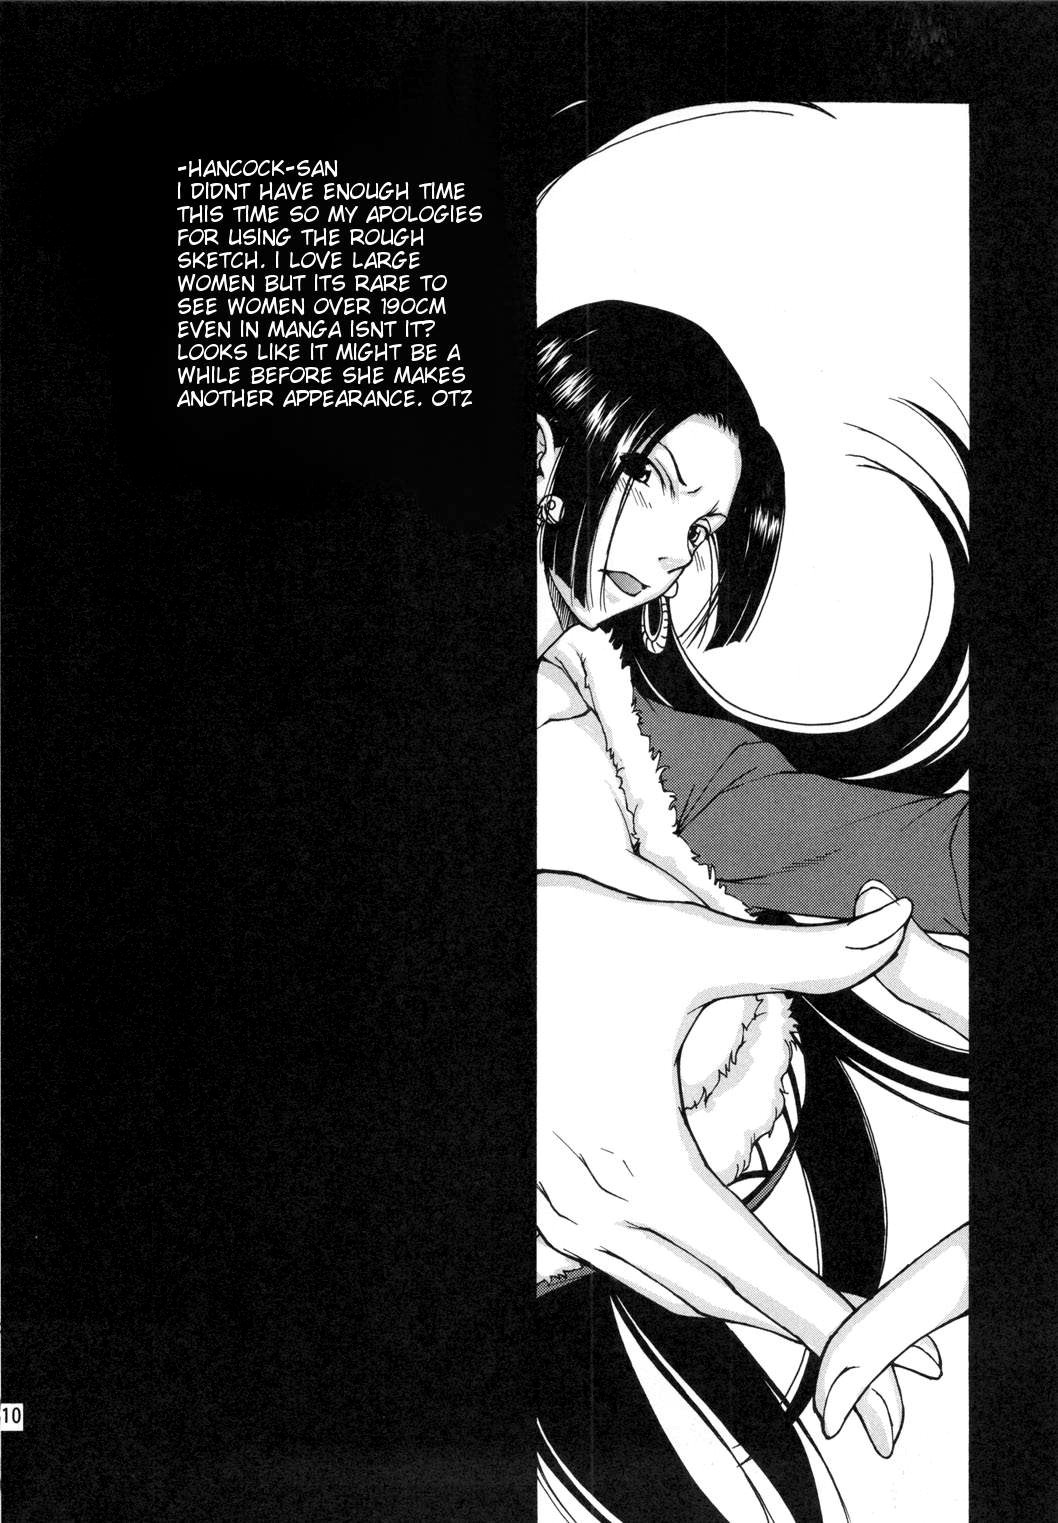 -HANCOCK-SAN
I DIDNT HAVE ENOUGH TIME
THIS TIME SO MY APOLOGIES
FOR USING THE ROUGH
SKETCH. I LOVE LARGE
WOMEN BUT ITS RARE TO
SEE WOMEN OVER 190CM
EVEN IN MANGA ISNT IT?
LOOKS LIKE IT MIGHT BE A
WHILE BEFORE SHE MAKES
ANOTHER APPEARANCE. OTZ
10